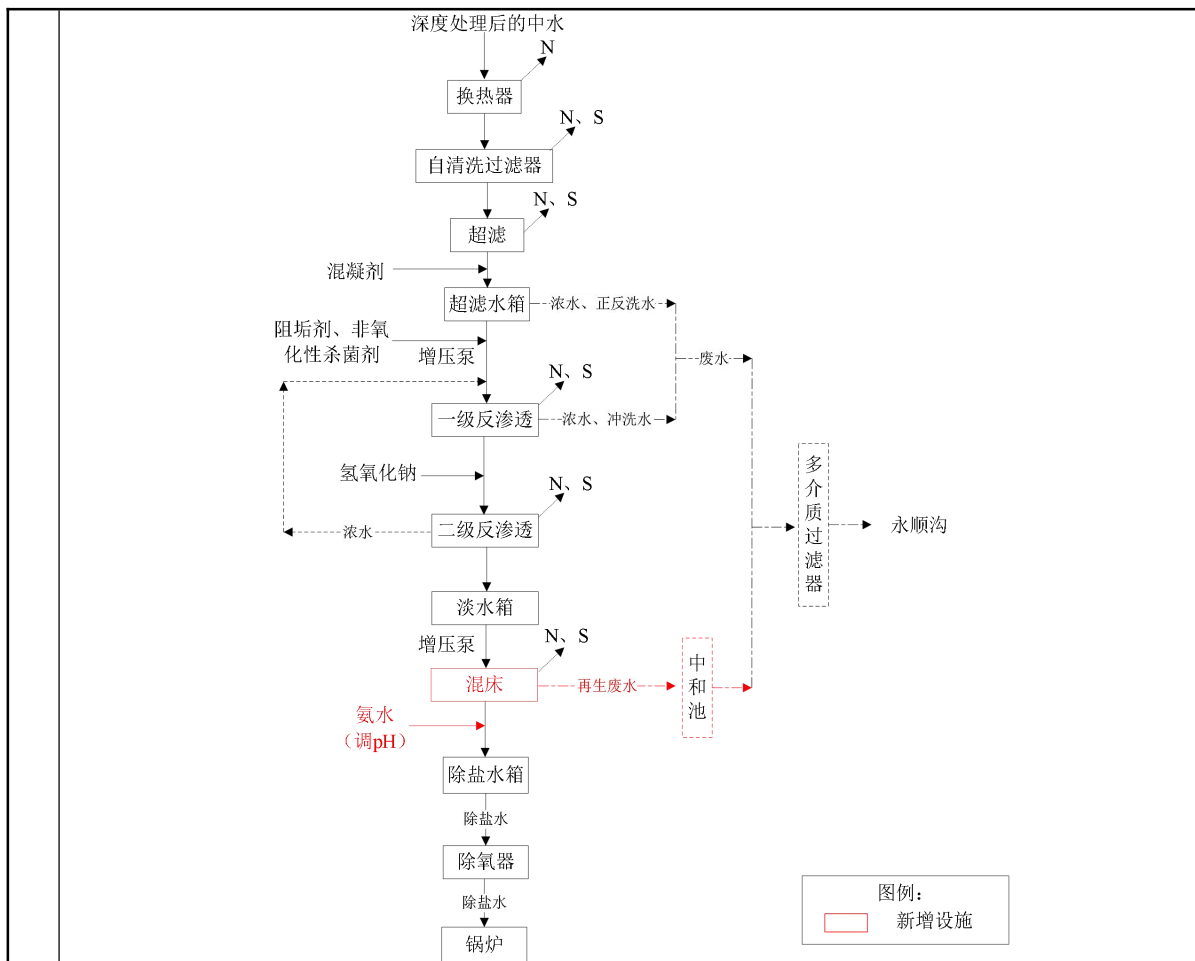 深度处理后的中水
N
换热器
N、S
自清洗过滤器
N、S
超滤
混凝剂
超滤水箱
浓水、正反洗水
阻垢剂、非氧
化性杀菌剂
增压泵
废水
N、S
一级反渗透
浓水、冲洗水
氢氧化钠
N、S
多介质过滤器
永顺沟
浓水
二级反渗透
淡水箱
增压泵
N、S
混床
再生废水
中和池
氨水
（调pH）
除盐水箱
除盐水
除氧器
除盐水
锅炉
图例：
新增设施